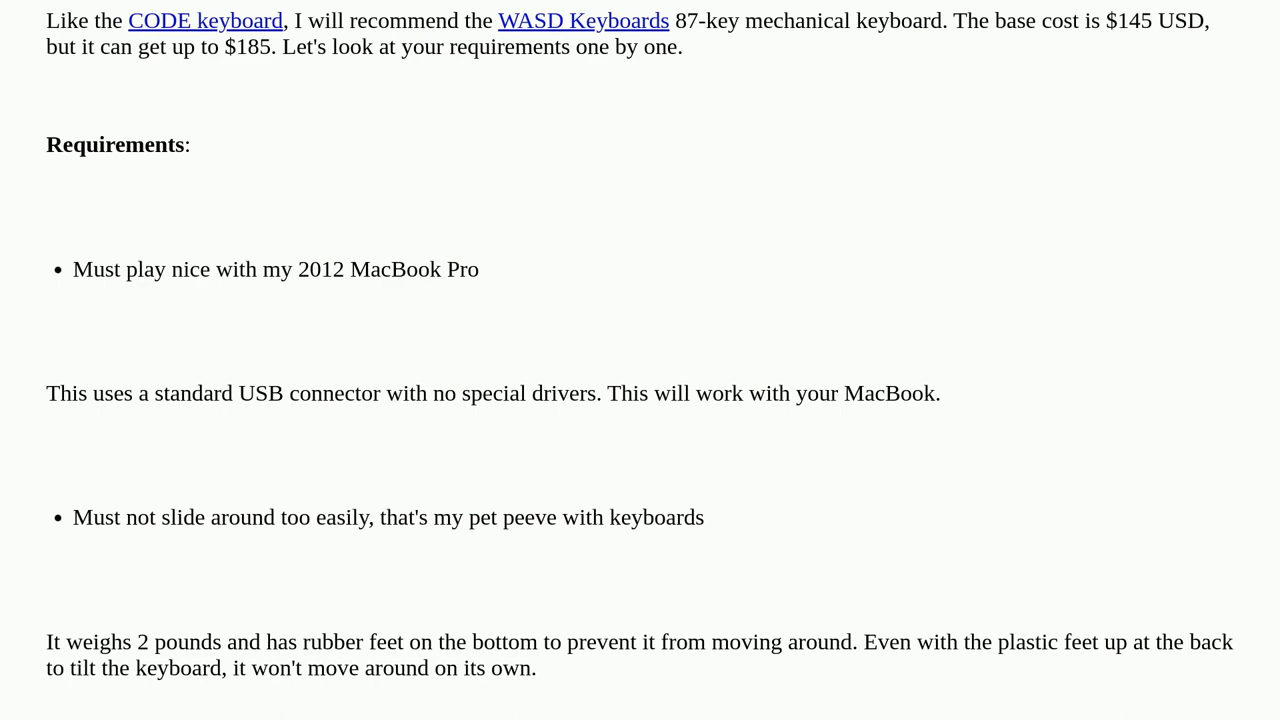 Like the CODE keyboard, I will recommend the WASD Keyboards 87-key mechanical keyboard. The base cost is $145 USD,
but it can get up to $185. Let's look at your requirements one by one.
Requirements:
• Must play nice with my 2012 MacBook Pro
This uses a standard USB connector with no special drivers. This will work with your MacBook.
• Must not slide around too easily, that's my pet peeve with keyboards
It weighs 2 pounds and has rubber feet on the bottom to prevent it from moving around. Even with the plastic feet up at the back
to tilt the keyboard, it won't move around on its own.